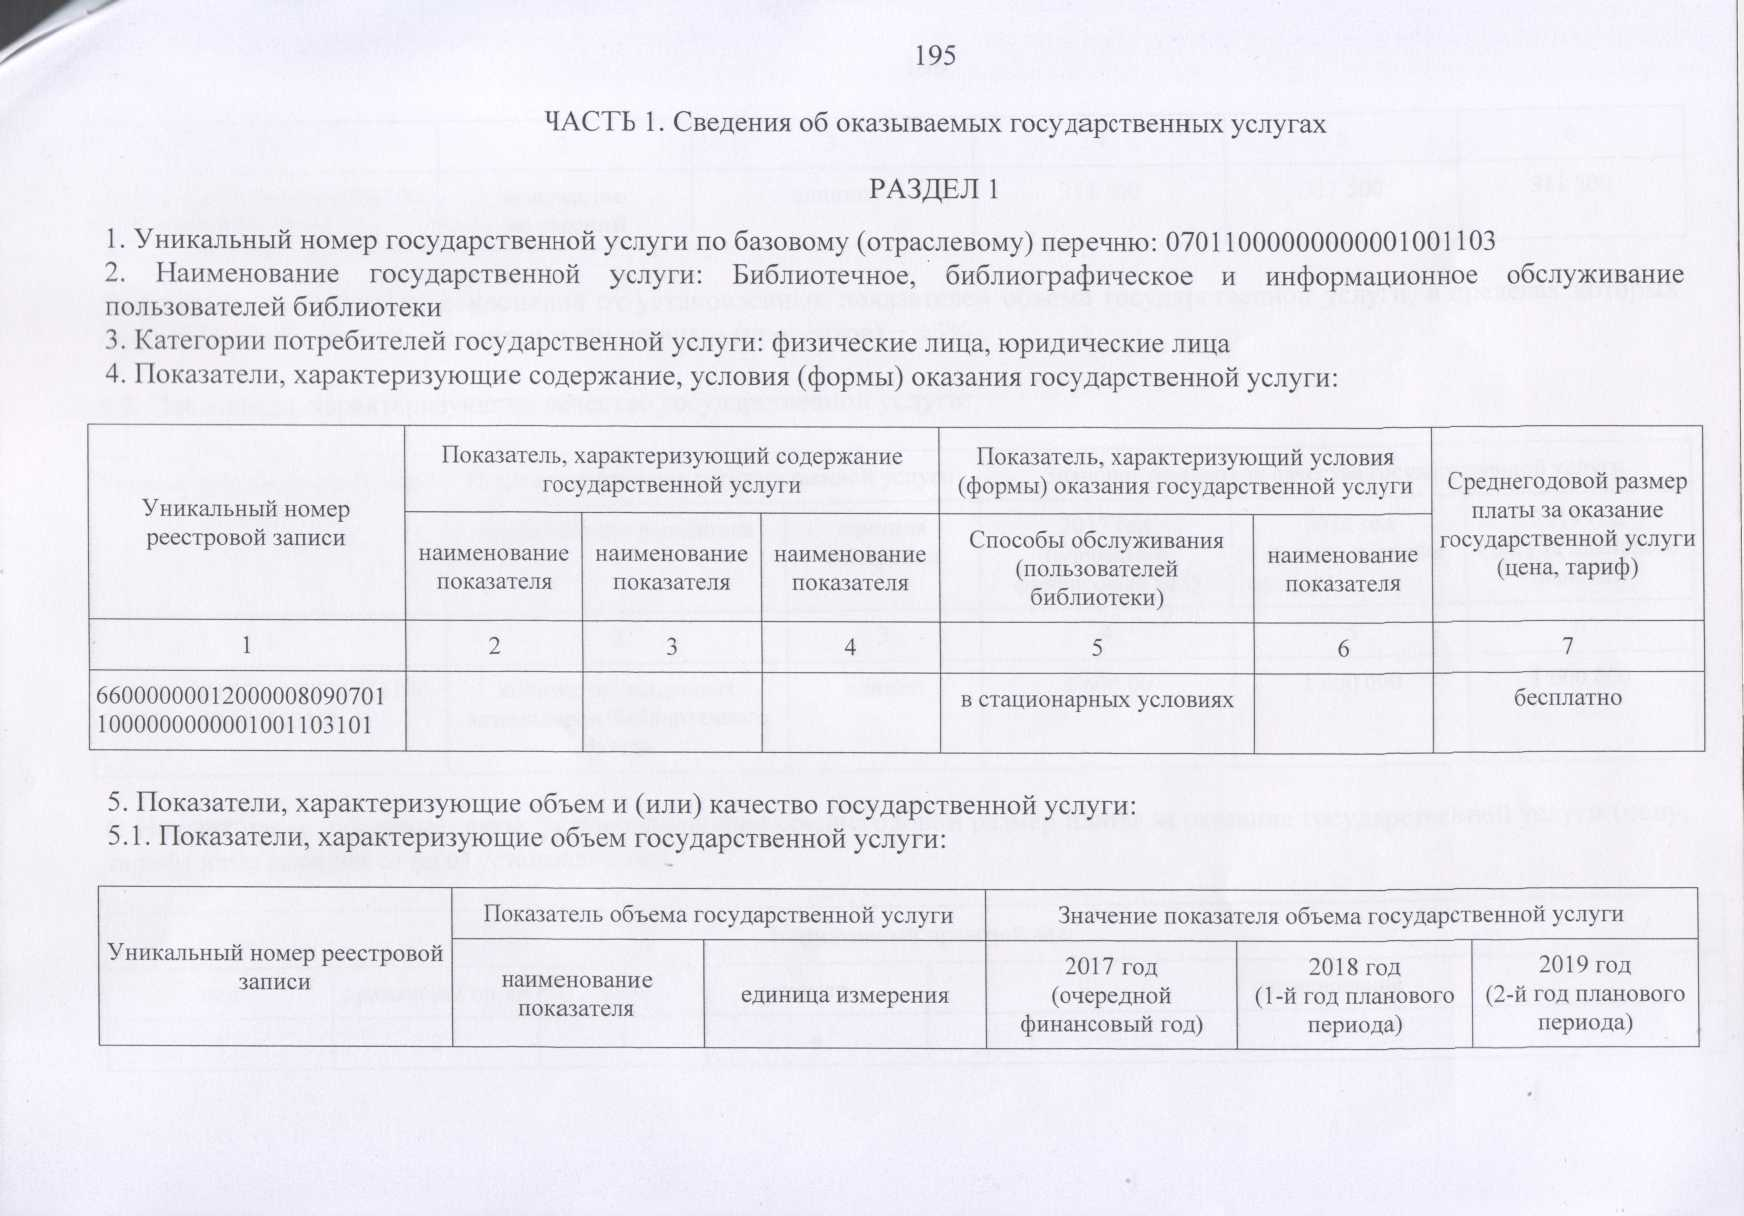 195
ЧАСТЬ 1. Сведения об оказываемых государственных услугах
РАЗДЕЛ 1
1. Уникальный номер государственной услуги по базовому (отраслевому) перечню: 07011000000000001001103
2. Наименование государственной услуги: Библиотечное, библиографическое и информационное обслуживание
пользователей библиотеки
3. Категории потребителей государственной услуги: физические лица, юридические лица
4. Показатели, характеризующие содержание, условия (формы) оказания государственной услуги:
Уникальный номер
реестровой записи
Показатель, характеризующий содержание
государственной услуги
Показатель, характеризующий условия
(формы) оказания государственной услуги
Среднегодовой размер
платы за оказание
государственной услуги
(цена, тариф)
наименование
показателя
наименование
показателя
наименование
показателя
Способы обслуживания
(пользователей
библиотеки)
наименование
показателя
1
2
3
4
5
6
7
66000000012000008090701
1000000000001001103101
в стационарных условиях
бесплатно
5. Показатели, характеризующие объем и (или) качество государственной услуги:
5.1. Показатели, характеризующие объем государственной услуги:
Уникальный номер реестровой
записи
Показатель объема государственной услуги
Значение показателя объема государственной услуги
наименование
показателя
единица измерения
2017 год
(очередной
финансовый год)
2018 год
(1-й год планового
периода)
2019 год
(2-й год планового
периода)